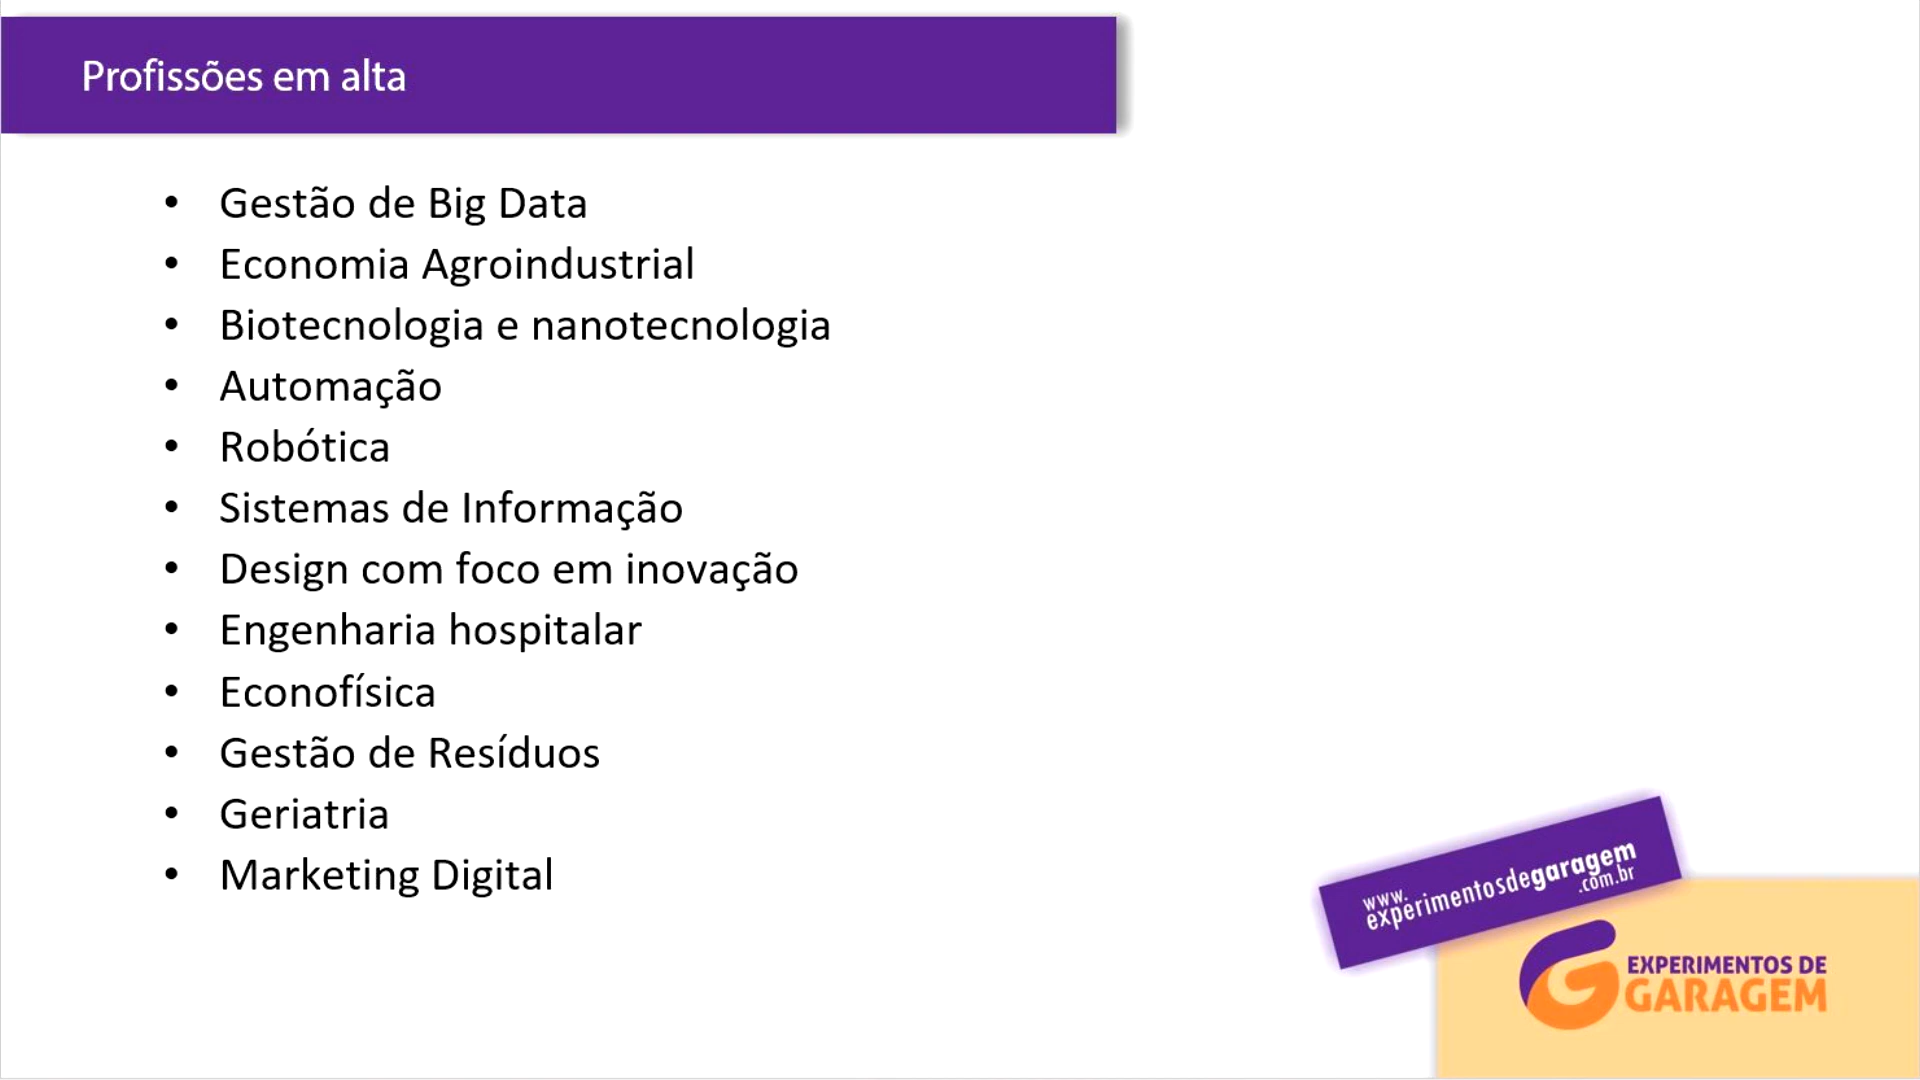 Profissões em alta
• Gestão de Big Data
• Economia Agroindustrial
• Biotecnologia e nanotecnologia
• Automação
• Robótica
• Sistemas de Informação
• Design com foco em inovação
• Engenharia hospitalar
• Econofísica
• Gestão de Resíduos
• Geriatria
• Marketing Digital
www.
experimentosdegaragem
.com.br
EXPERIMENTOS DE
GARAGEM